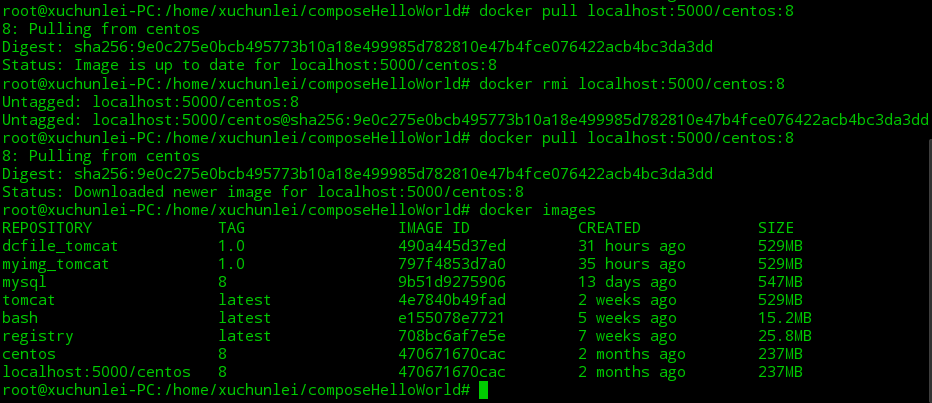 root@xuchunlei-PC:/home/xuchunlei/composeHelloWorld# docker pull localhost:5000/centos:8
8: Pulling from centos
Digest: sha256:9e0c275e0bcb495773b10a18e499985d782810e47b4fce076422acb4bc3da3dd
Status: Image is up to date for localhost:5000/centos:8
root@xuchunlei-PC:/home/xuchunlei/composeHelloWorld# docker rmi localhost:5000/centos:8
Untagged: localhost:5000/centos:8
Untagged: localhost:5000/centos@sha256:9e0c275e0bcb495773b10a18e499985d782810e47b4fce076422acb4bc3da3dd
root@xuchunlei-PC:/home/xuchunlei/composeHelloWorld# docker pull localhost:5000/centos:8
8: Pulling from centos
Digest: sha256:9e0c275e0bcb495773b10a18e499985d782810e47b4fce076422acb4bc3da3dd
Status: Downloaded newer image for localhost:5000/centos:8
root@xuchunlei-PC:/home/xuchunlei/composeHelloWorld# docker images
REPOSITORY TAG IMAGE ID CREATED SIZE
dcfile_tomcat 1.0 490a445d37ed 31 hours ago 529MB
myimg_tomcat 1.0 797f4853d7a0 35 hours ago 529MB
mysql 8 9b51d9275906 13 days ago 547MB
tomcat latest 4e7840b49fad 2 weeks ago 529MB
bash latest e155078e7721 5 weeks ago 15.2MB
registry latest 708bc6af7e5e 7 weeks ago 25.8MB
centos 8 470671670cac 2 months ago 237MB
localhost:5000/centos 8 470671670cac 2 months ago 237MB
root@xuchunlei-PC:/home/xuchunlei/composeHelloWorld#